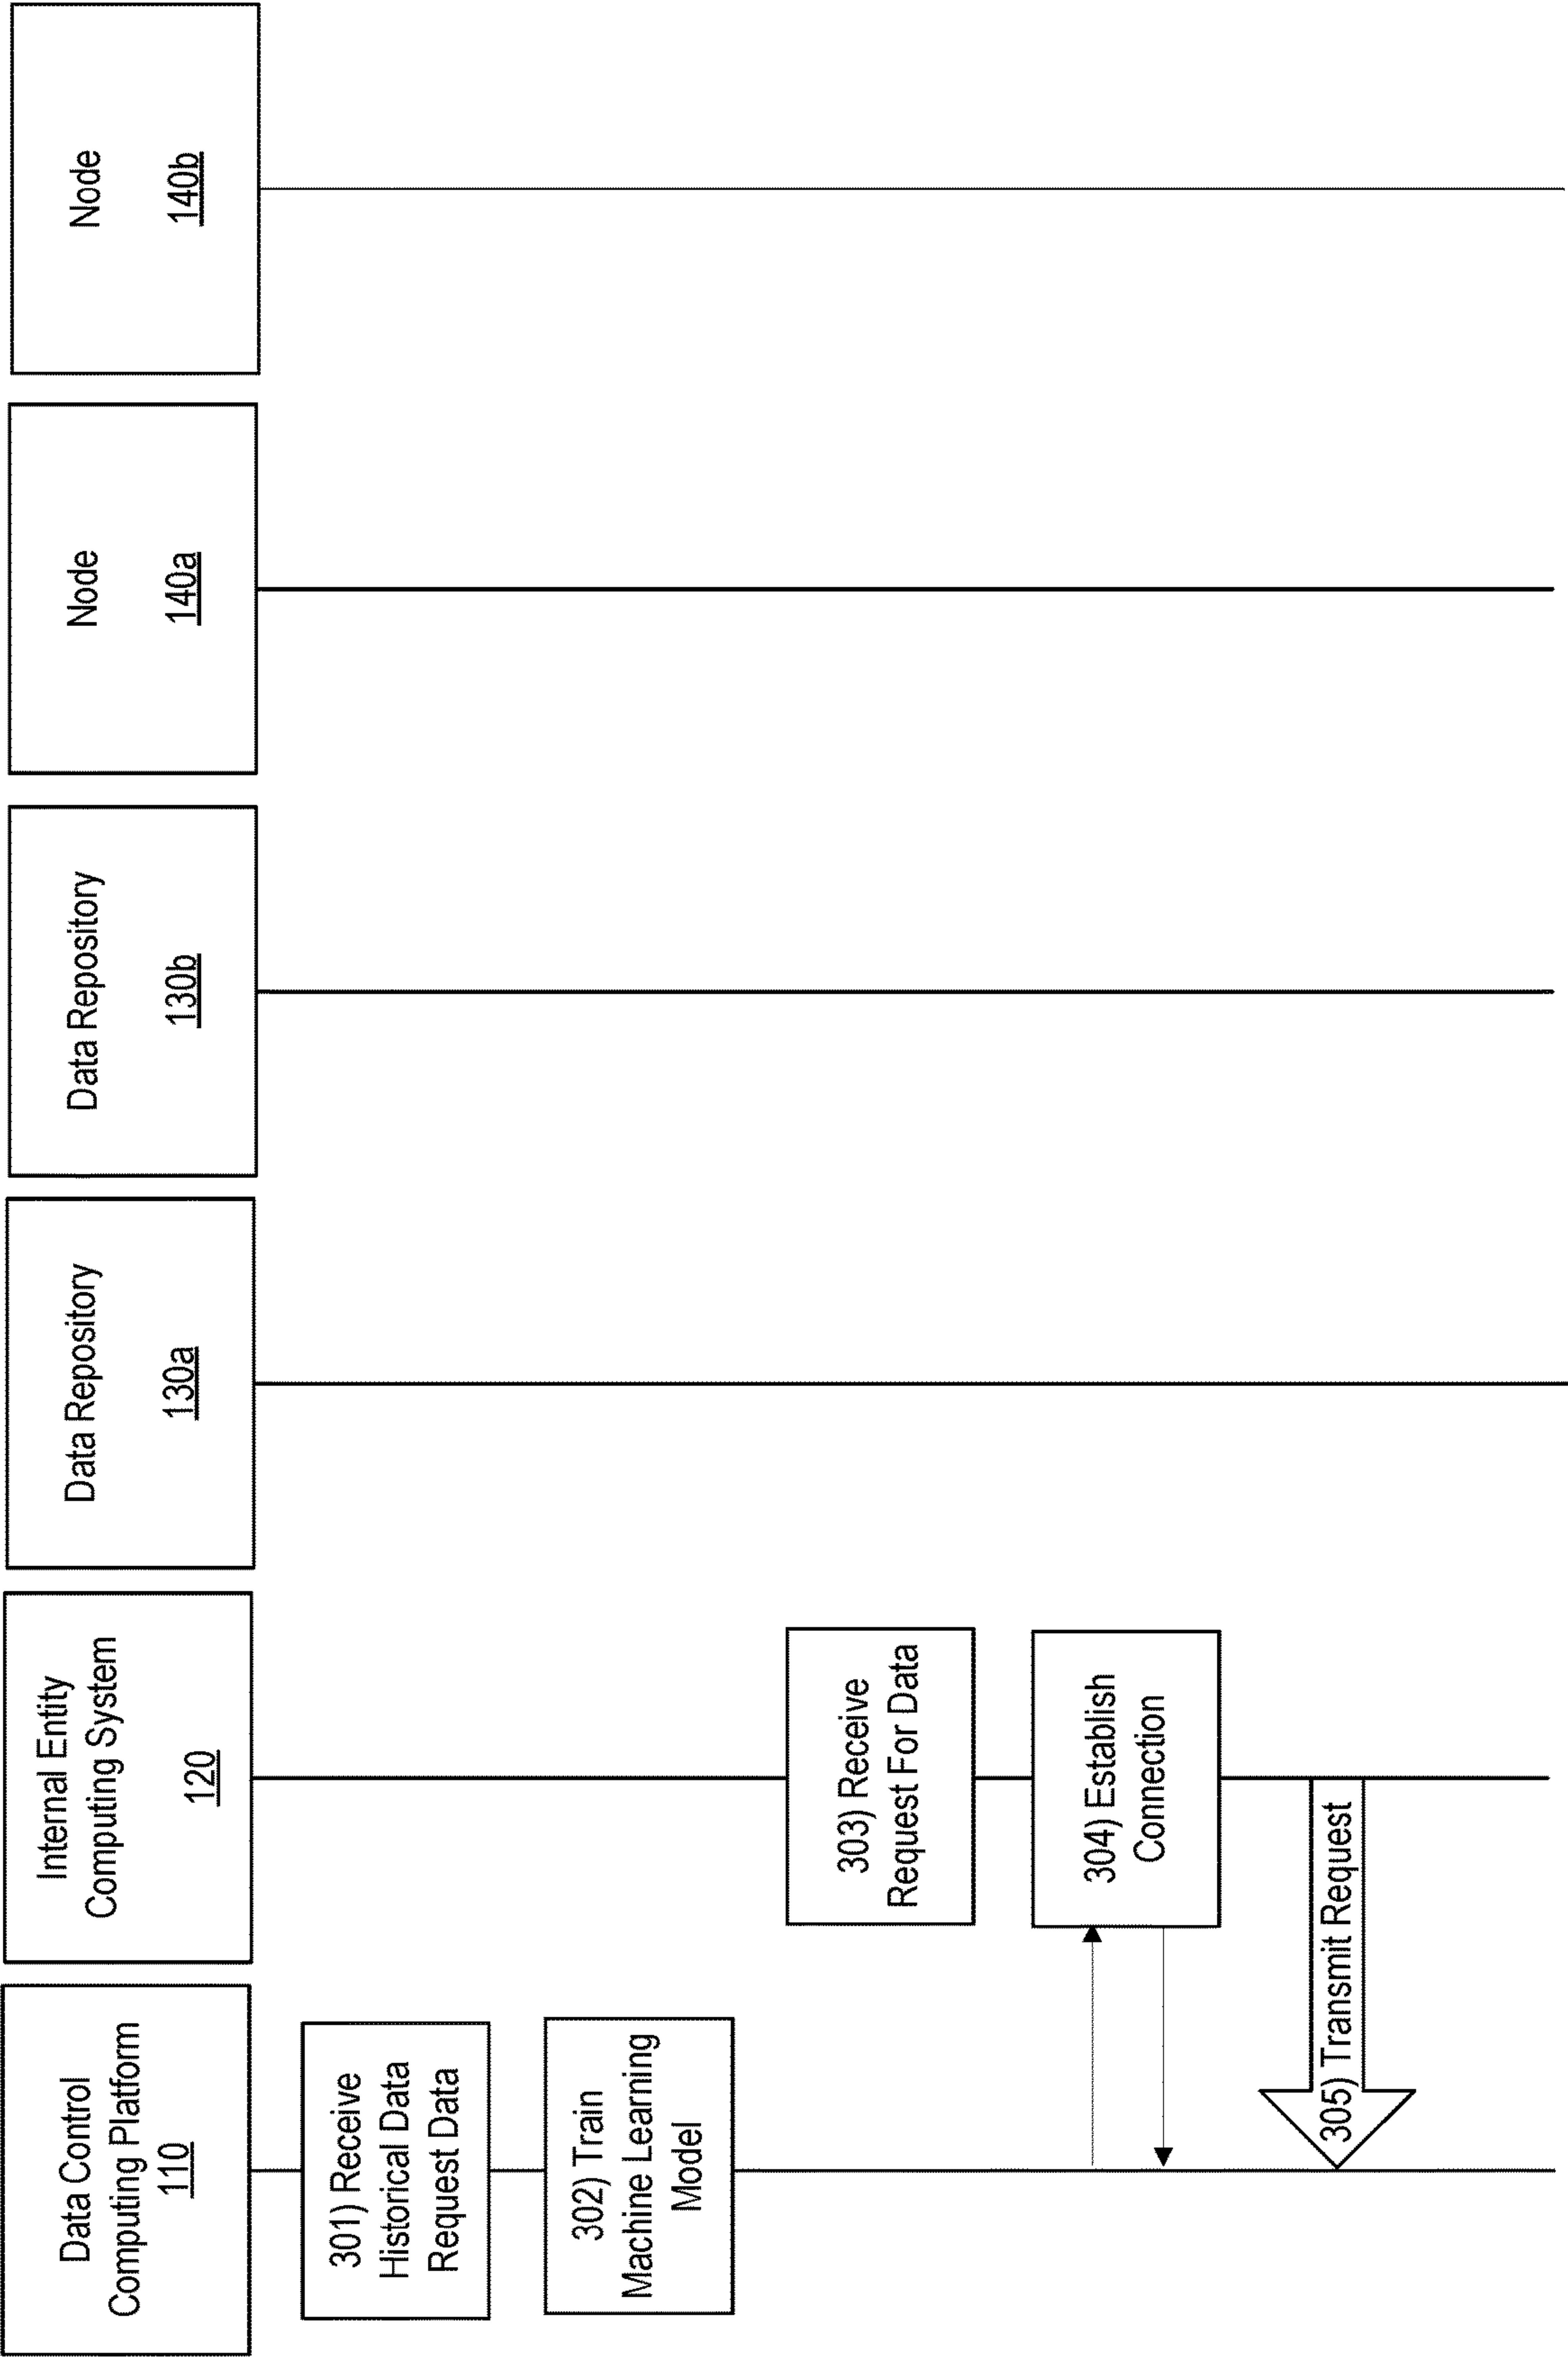 Data Control
Computing Platform
110
Internal Entity
Computing System
120
Data Repository
130a
Data Repository
130b
Node
140a
Node
140b
301) Receive
Historical Data
Request Data
302) Train
Machine Learning
Model
303) Receive
Request For Data
304) Establish
Connection
305) Transmit Request